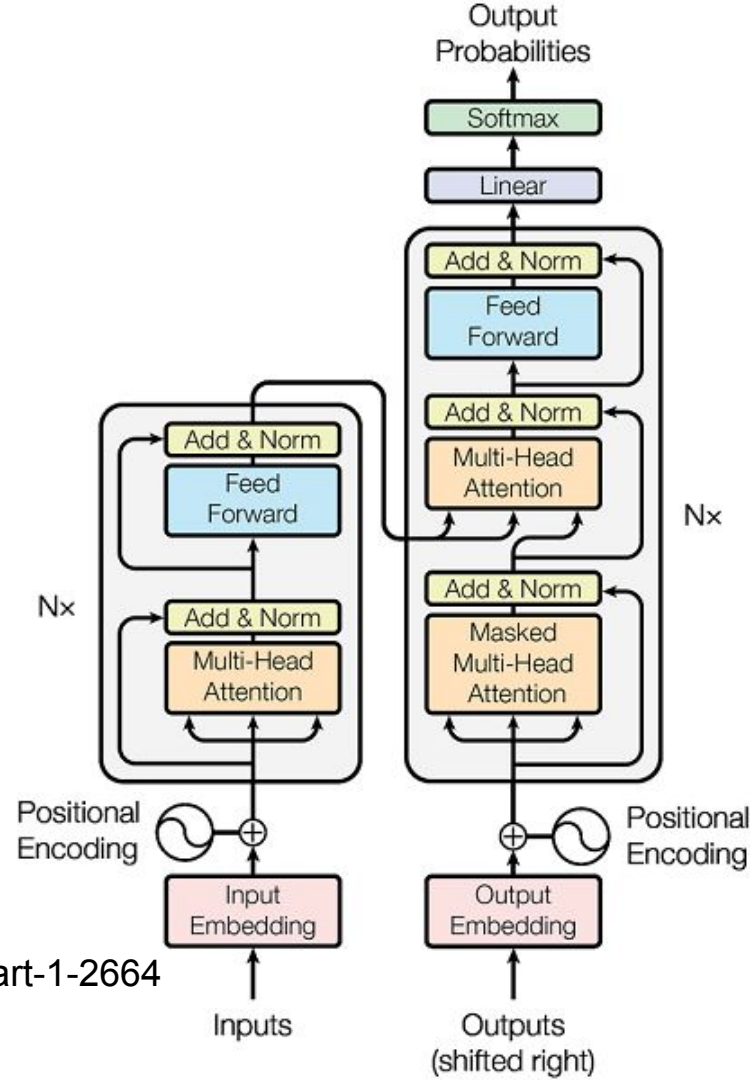 Output
Probabilities
Softmax
Linear
Add & Norm
Feed
Forward
Add & Norm
Multi-Head
Attention
Nx
Add & Norm
Masked
Multi-Head
Attention
Add & Norm
Feed
Forward
Nx
Add & Norm
Multi-Head
Attention
Positional
Encoding
Positional
Encoding
Input
Embedding
Output
Embedding
art-1-2664
Inputs
Outputs
(shifted right)